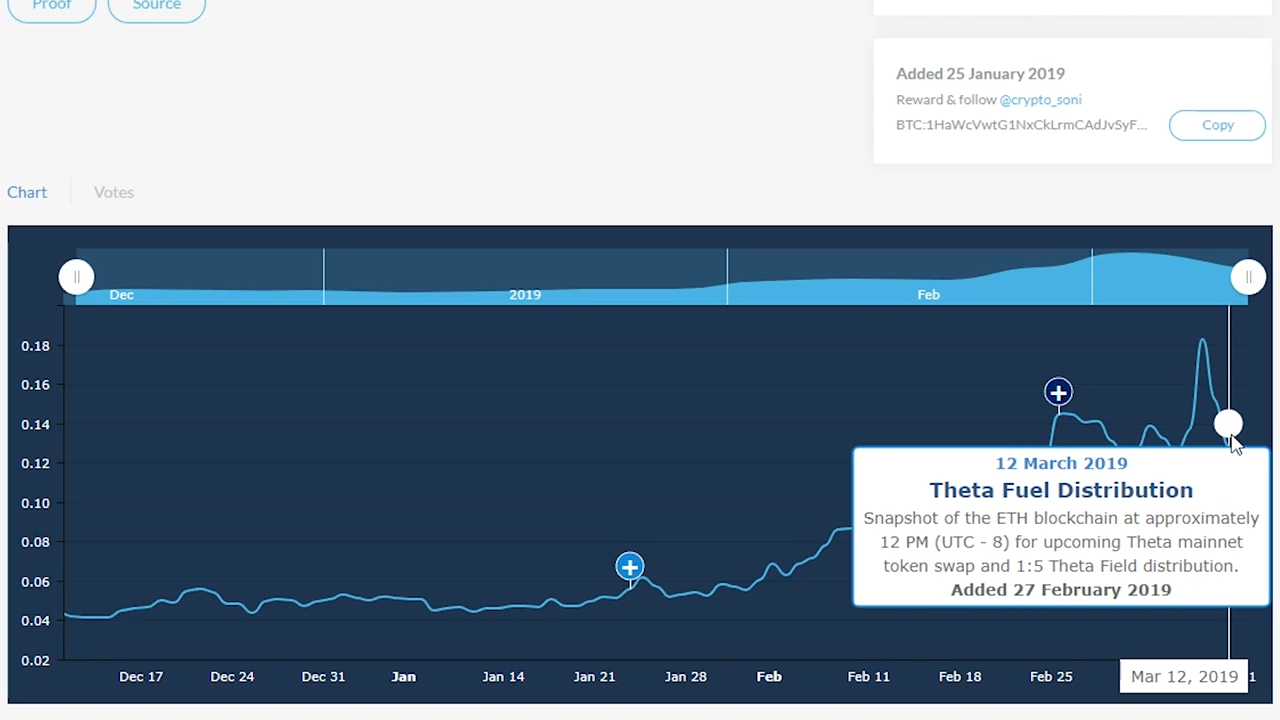 Proof Source
Added 25 January 2019
Reward & follow @crypto_soni
BTC:1HaWcVwtG1NxCkLrmCAdJvSyF... Copy
Chart Votes
Dec 2019 Feb
0.18
0.16
0.14
0.12
0.10
0.08
0.06
0.04
0.02
12 March 2019
Theta Fuel Distribution
Snapshot of the ETH blockchain at approximately
12 PM (UTC - 8) for upcoming Theta mainnet
token swap and 1:5 Theta Field distribution.
Added 27 February 2019
Dec 17 Dec 24 Dec 31 Jan Jan 14 Jan 21 Jan 28 Feb Feb 11 Feb 18 Feb 25 Mar 12, 2019 1